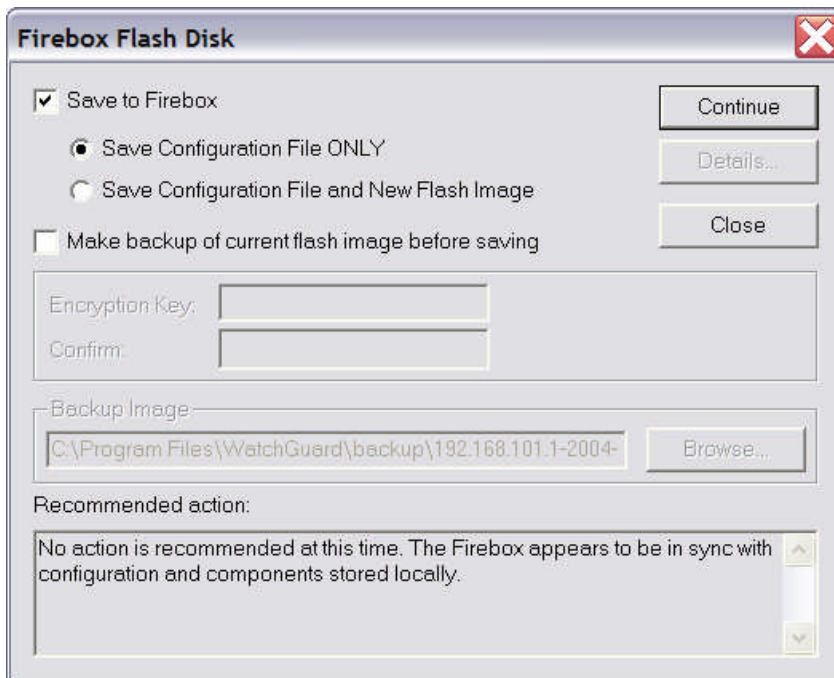 Firebox Flash Disk
Save to Firebox
Continue
Save Configuration File ONLY
Details...
Save Configuration File and New Flash Image
Close
Make backup of current flash image before saving
Encryption Key:
Confirm:
Backup Image
C:\Program Files\WatchGuard\backup\192.168.101.1-2004-
Browse...
Recommended action:
No action is recommended at this time. The Firebox appears to be in sync with
configuration and components stored locally.